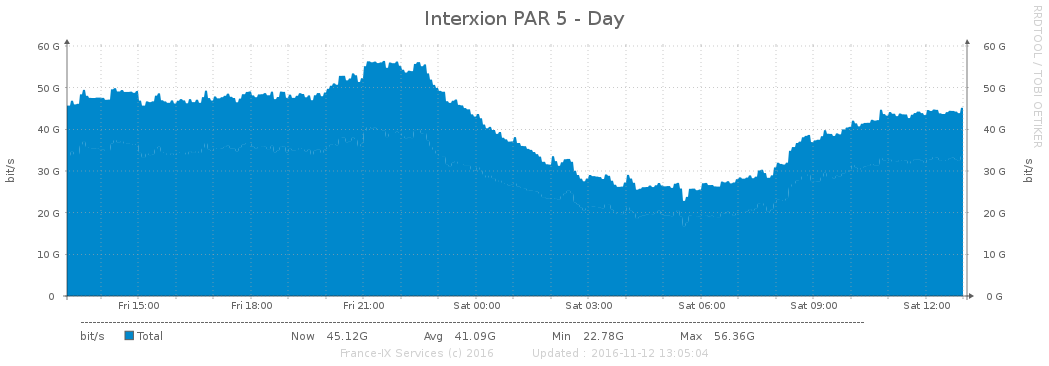 Interxion PAR 5 - Day
RRDTOOL / TOBI OETIKER
60 G 60 G
50 G 50 G
40 G 40 G
30 G 30 G
20 G 20 G
10 G 10 G
0 0 G
bit/s bit/s
Fri 15:00 Fri 18:00 Fri 21:00 Sat 00:00 Sat 03:00 Sat 06:00 Sat 09:00 Sat 12:00
bit/s Total Now 45.12G Avg 41.09G Min 22.78G Max 56.36G
France-IX Services (c) 2016 Updated : 2016-11-12 13:05:04